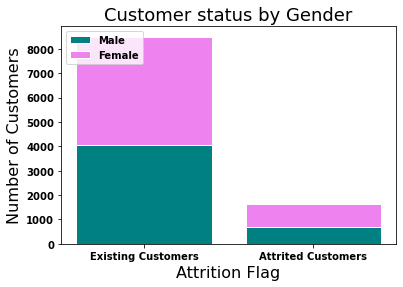 Customer status by Gender
Male
Female
8000
7000
6000
5000
4000
3000
2000
1000
0
Number of Customers
Existing Customers
Attrited Customers
Attrition Flag